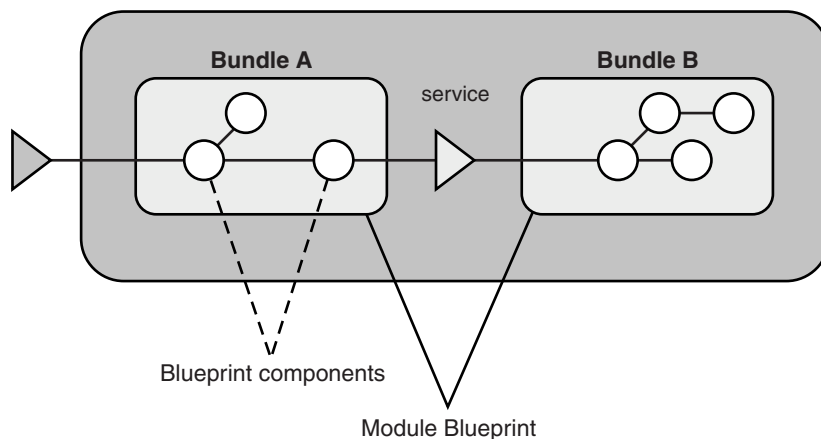 Bundle A
Bundle B
service
Blueprint components
Module Blueprint